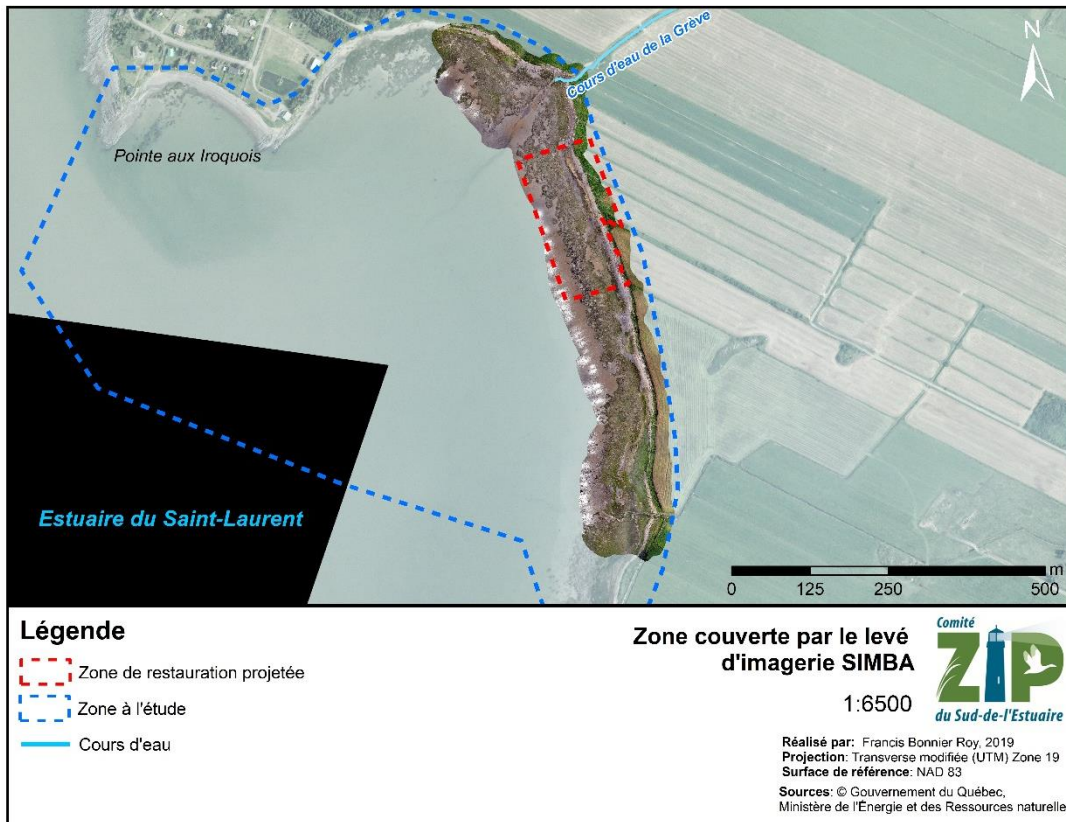 N
Cours d'eau de la Grève
Pointe aux Iroquois
Estuaire du Saint-Laurent
m
0 125 250 500
Légende
Zone de restauration projetée
Zone à l'étude
Cours d'eau
Zone couverte par le levé
d'imagerie SIMBA
1:6500
Comité
ZIP
du Sud-de-l'Estuaire
Réalisé par: Francis Bonnier Roy, 2019
Projection: Transverse modifiée (UTM) Zone 19
Surface de référence: NAD 83
Sources: © Gouvernement du Québec,
Ministère de l'Énergie et des Ressources naturelle